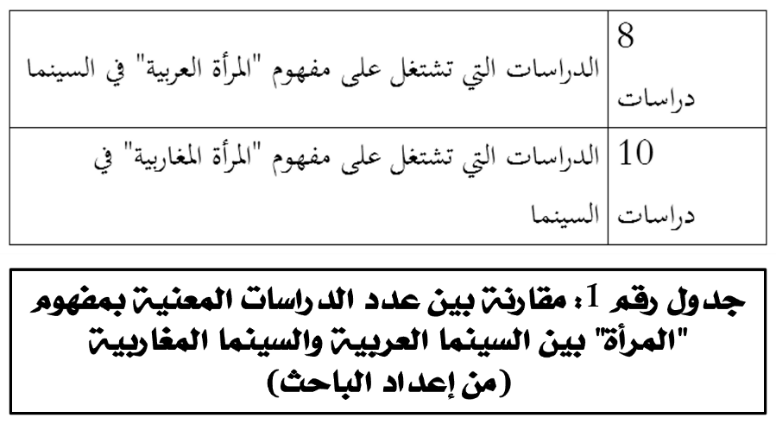 8
دراسات
الدراسات التي تشتغل على مفهوم "المرأة العربية" في السينما
10
دراسات
الدراسات التي تشتغل على مفهوم "المرأة المغاربية" في
السينما
جدول رقم 1: مقارنة بين عدد الدراسات المعنية بمفهوم
"المرأة" بين السينما العربية والسينما المغاربية
(من إعداد الباحث)